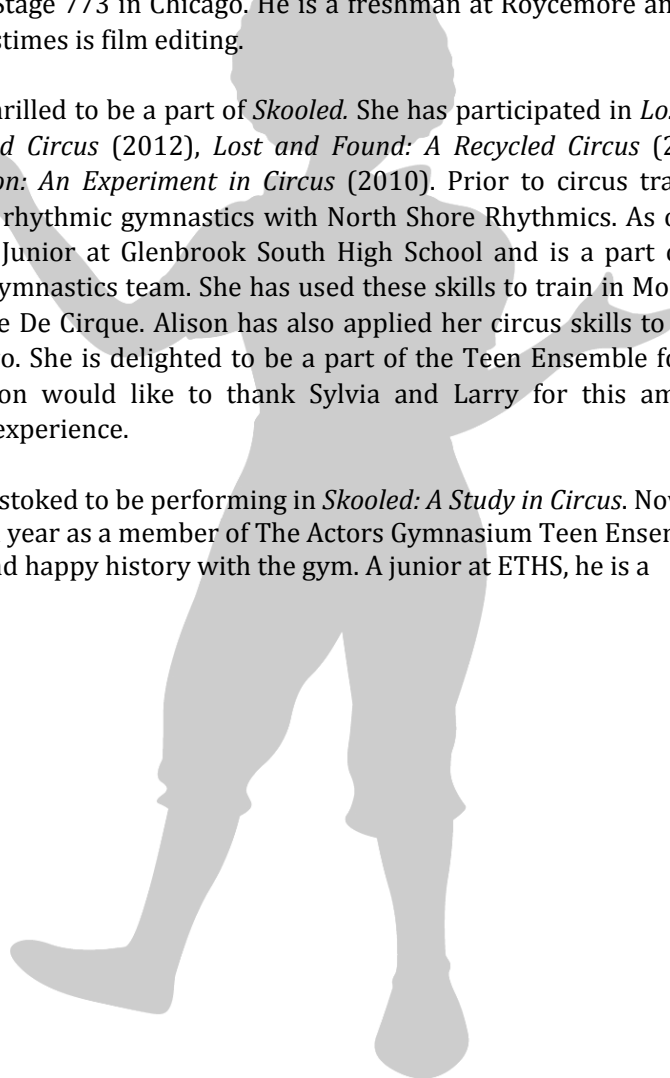 Stage 773 in Chicago. He is a freshman at Roycemore an
stimes is film editing.
hrilled to be a part of Skooled. She has participated in Los
d Circus (2012), Lost and Found: A Recycled Circus (2
on: An Experiment in Circus (2010). Prior to circus tra
rhythmic gymnastics with North Shore Rhythmics. As o
Junior at Glenbrook South High School and is a part o
ymnastics team. She has used these skills to train in Mo
e De Cirque. Alison has also applied her circus skills to
o. She is delighted to be a part of the Teen Ensemble fo
on would like to thank Sylvia and Larry for this am
experience.
stoked to be performing in Skooled: A Study in Circus. Nov
year as a member of The Actors Gymnasium Teen Ensen
nd happy history with the gym. A junior at ETHS, he is a